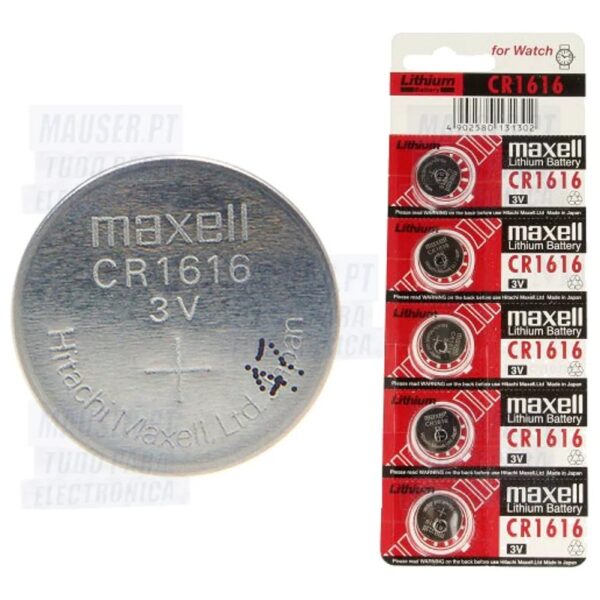 MAUSER.PT
TUDO PARA
ELECTRÓNICA
maxell
CR1616
3V
+
Hitachi Maxell, Ltd. Japan
for Watch
Lithium
Battery
CR1616
4 902580 131302
Lithium
maxell
Lithium Battery
CR1616
3V
Please read WARNING on the back before use Hitachi Maxell.Ltd Made in Japan
maxell
Lithium Battery
CR1616
3V
Please read WARNING on the back before use Hitachi Maxell.Ltd Made in Japan
Lithium
maxell
Lithium Battery
CR1616
3V
Please read WARNING on the back before use Hitachi Maxell.Ltd Made in Japan
Lithium
maxell
Lithium Battery
CR1616
3V
Please read WARNING on the back before use Hitachi Maxell.Ltd Made in Japan
Lithium
maxell
Lithium Battery
CR1616
3V
Please read WARNING on the back before use Hitachi Maxell.Ltd Made in Japan